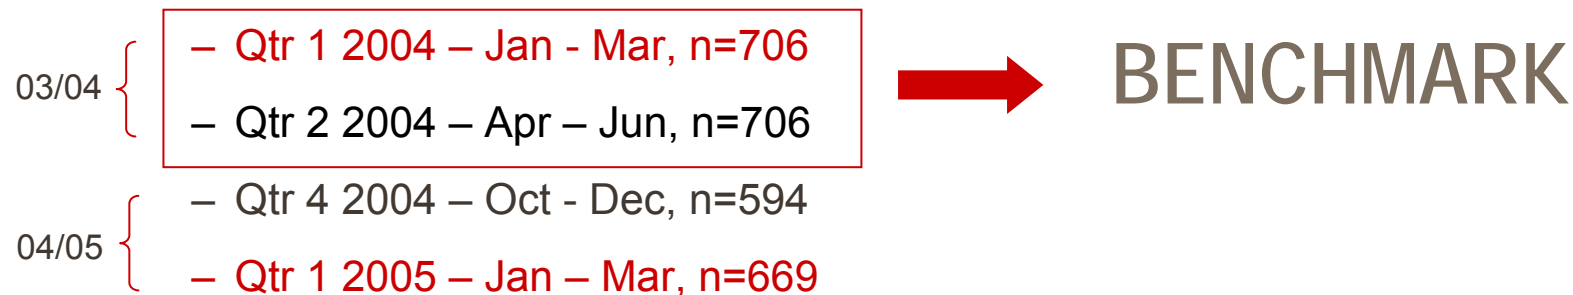 03/04
– Qtr 1 2004 – Jan - Mar, n=706
– Qtr 2 2004 – Apr – Jun, n=706
BENCHMARK
04/05
– Qtr 4 2004 – Oct - Dec, n=594
– Qtr 1 2005 – Jan – Mar, n=669